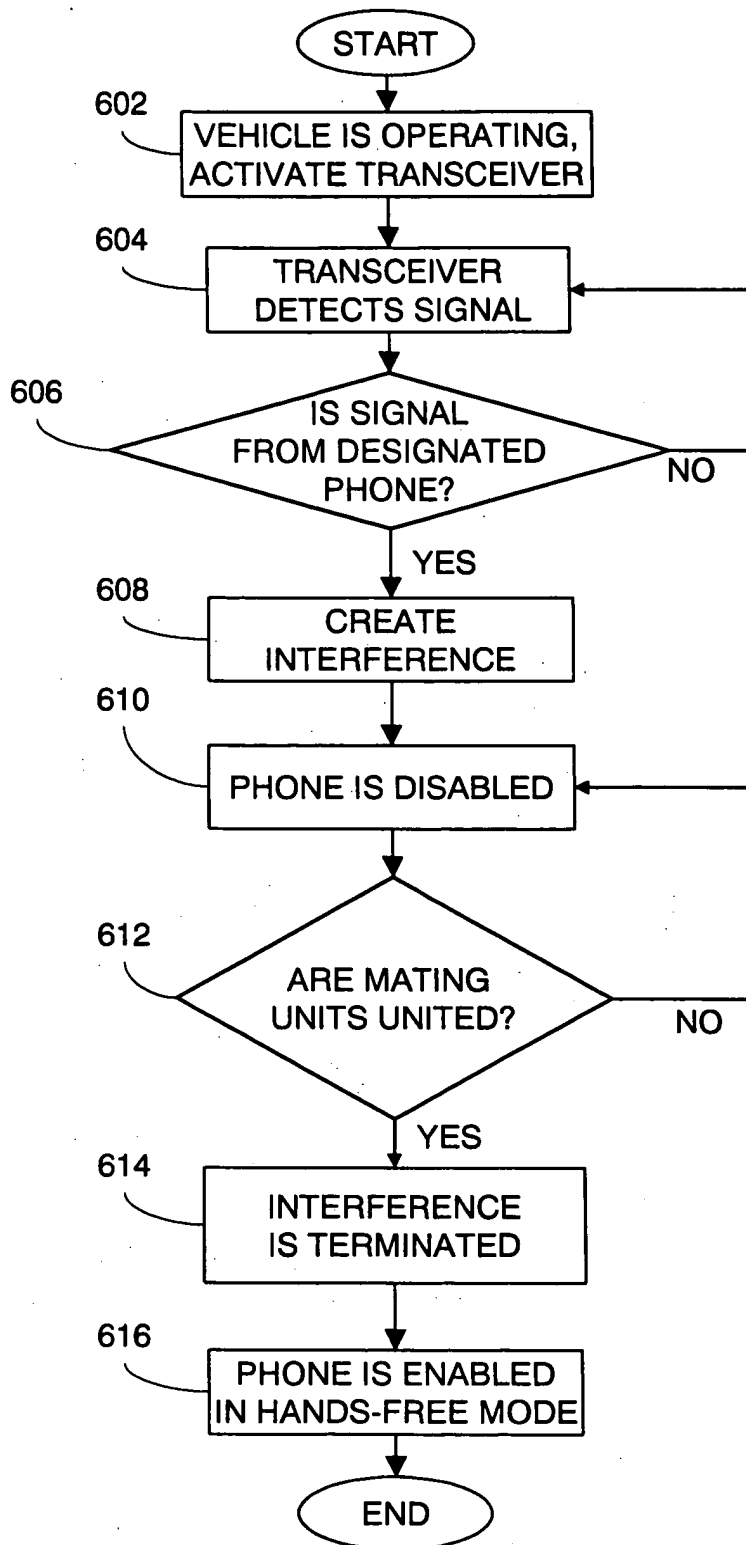 START
602
VEHICLE IS OPERATING,
ACTIVATE TRANSCEIVER
604
TRANSCEIVER
DETECTS SIGNAL
606
IS SIGNAL
FROM DESIGNATED
PHONE?
NO
YES
608
CREATE
INTERFERENCE
610
PHONE IS DISABLED
612
ARE MATING
UNITS UNITED?
NO
YES
614
INTERFERENCE
IS TERMINATED
616
PHONE IS ENABLED
IN HANDS-FREE MODE
END